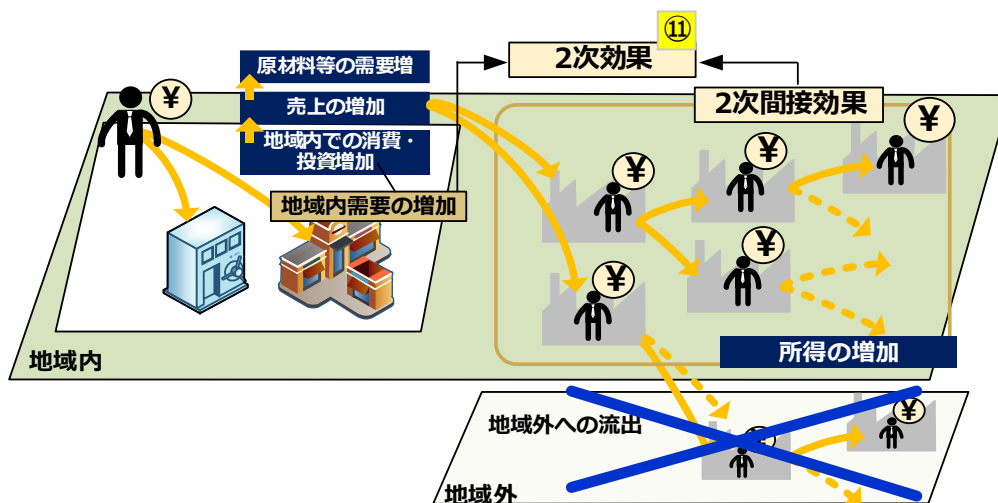 ⑪
2次効果
原材料等の需要増
売上の増加
地域内での消費・
投資増加
地域内需要の増加
2次間接効果
¥
¥
¥
¥
¥
¥
所得の増加
地域内
地域外への流出
¥
¥
地域外